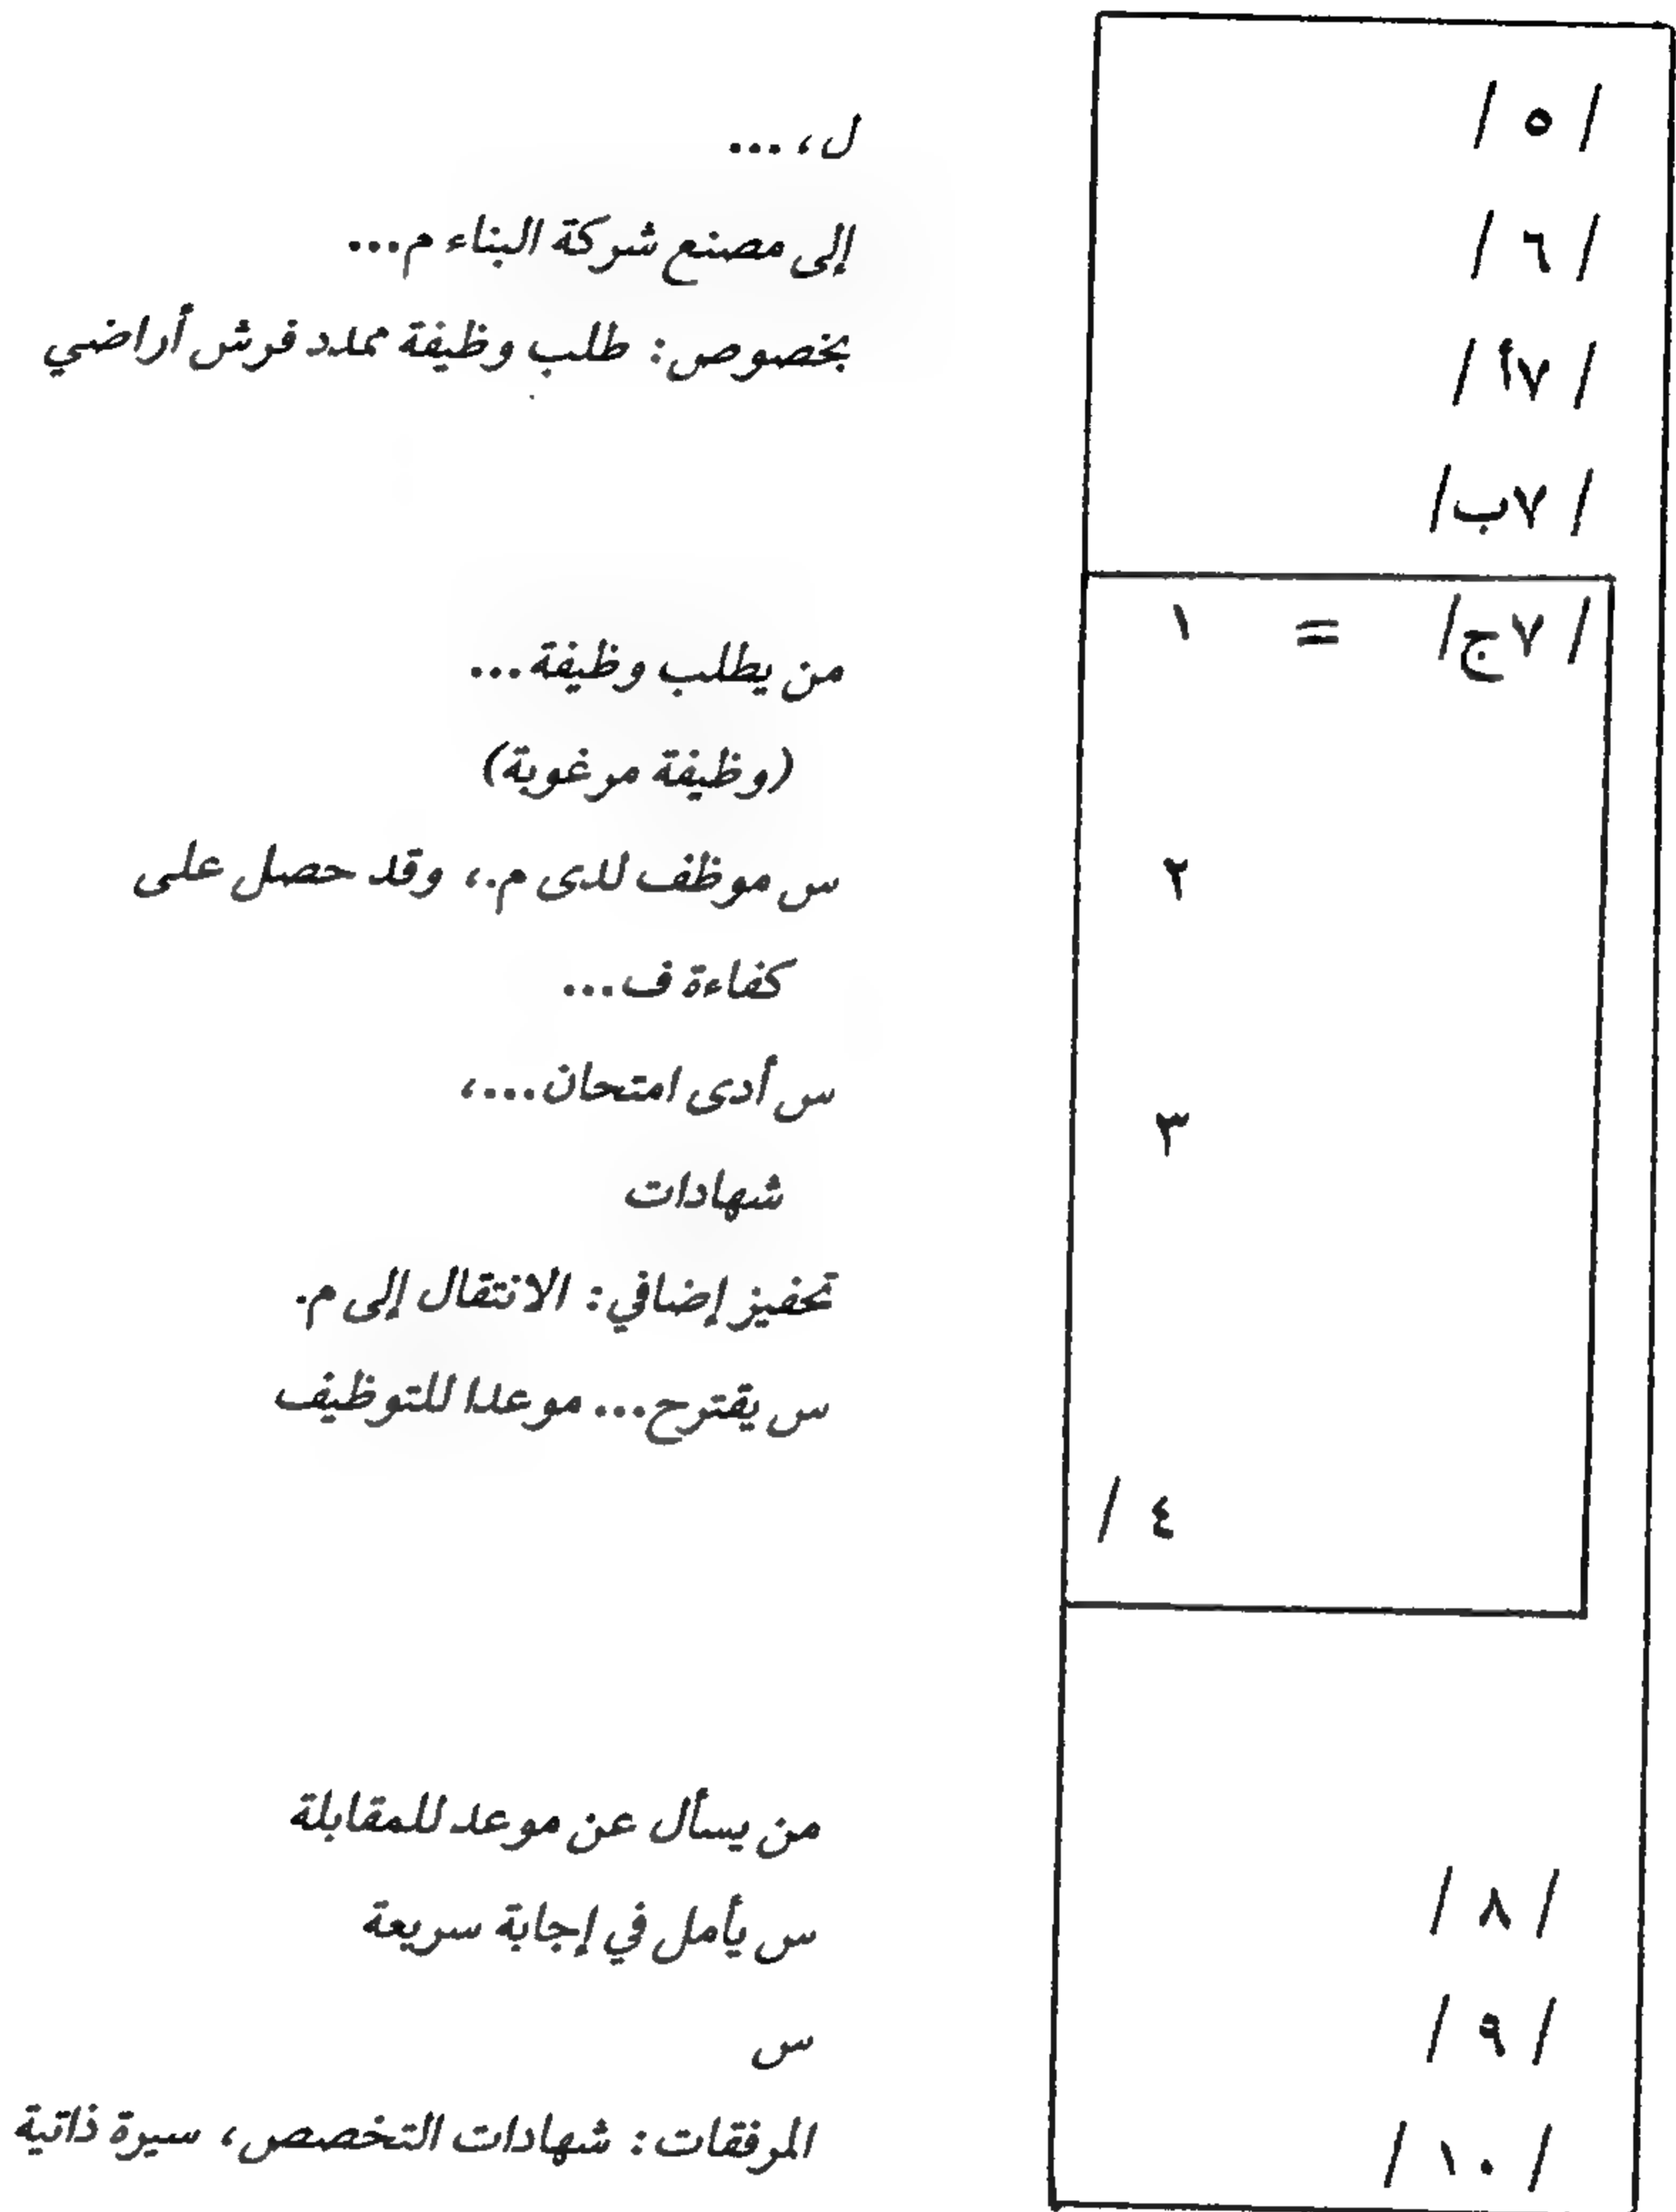 / ٥ /
ل، ...
/ ٦ /
إلى مصنع شركة البناء م...
/ ٧أ /
بخصوص: طلب وظيفة ممدد فرش أراضي
/ ٧ب /
/ ٧ج / = ١
من يطلب وظيفة...
(وظيفة مرغوبة)
٢
س موظف لدى م.، وقد حصل على
كفاءة ف...
س أدى امتحان...،
٣
شهادات
تحفيز إضافي: الانتقال إلى م.
س يقترح... موعدا للتوظيف
٤ /
من يسأل عن موعد للمقابلة
/ ٨ /
س يأمل في إجابة سريعة
/ ٩ /
س
/ ١٠ /
المرفقات: شهادات التخصص، سيرة ذاتية